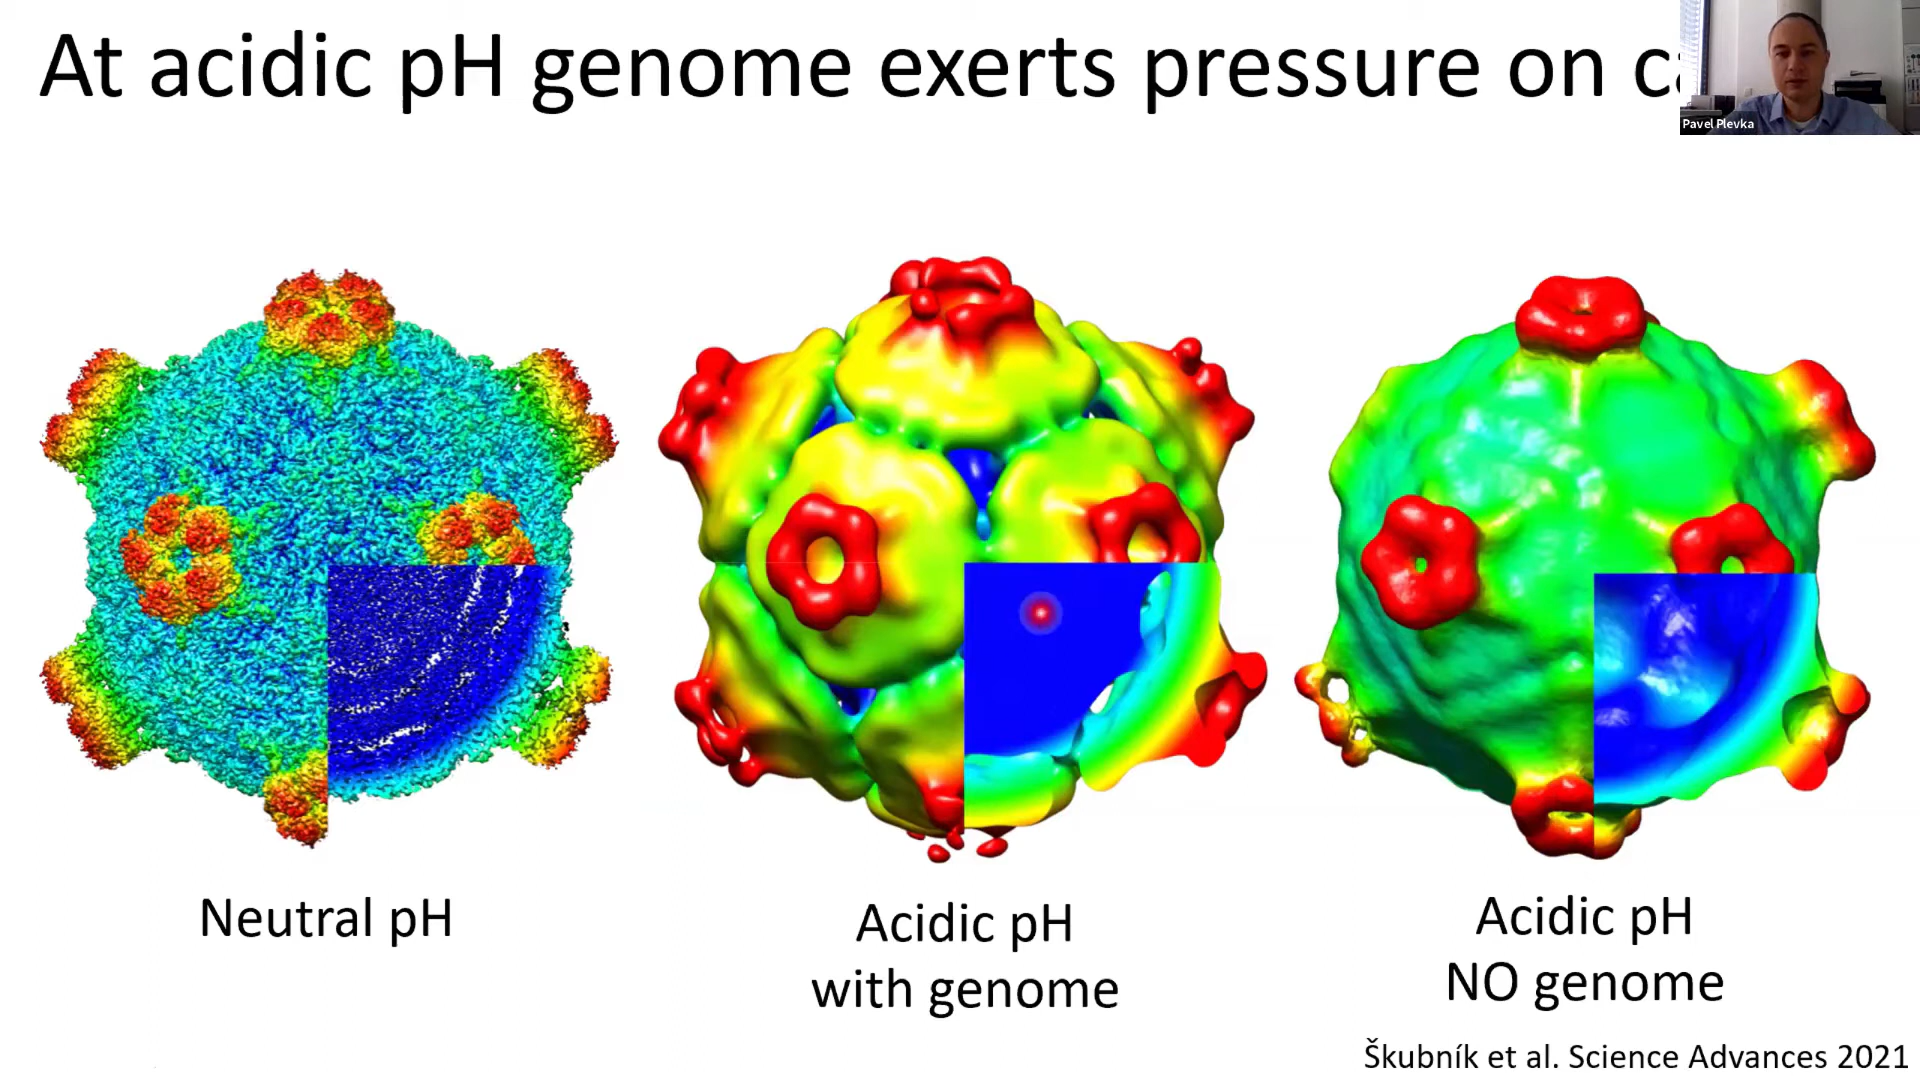 At acidic pH genome exerts pressure on
Pavel Plevka
Neutral pH
Acidic pH
with genome
Acidic pH
NO genome
Škubník et al. Science Advances 2021